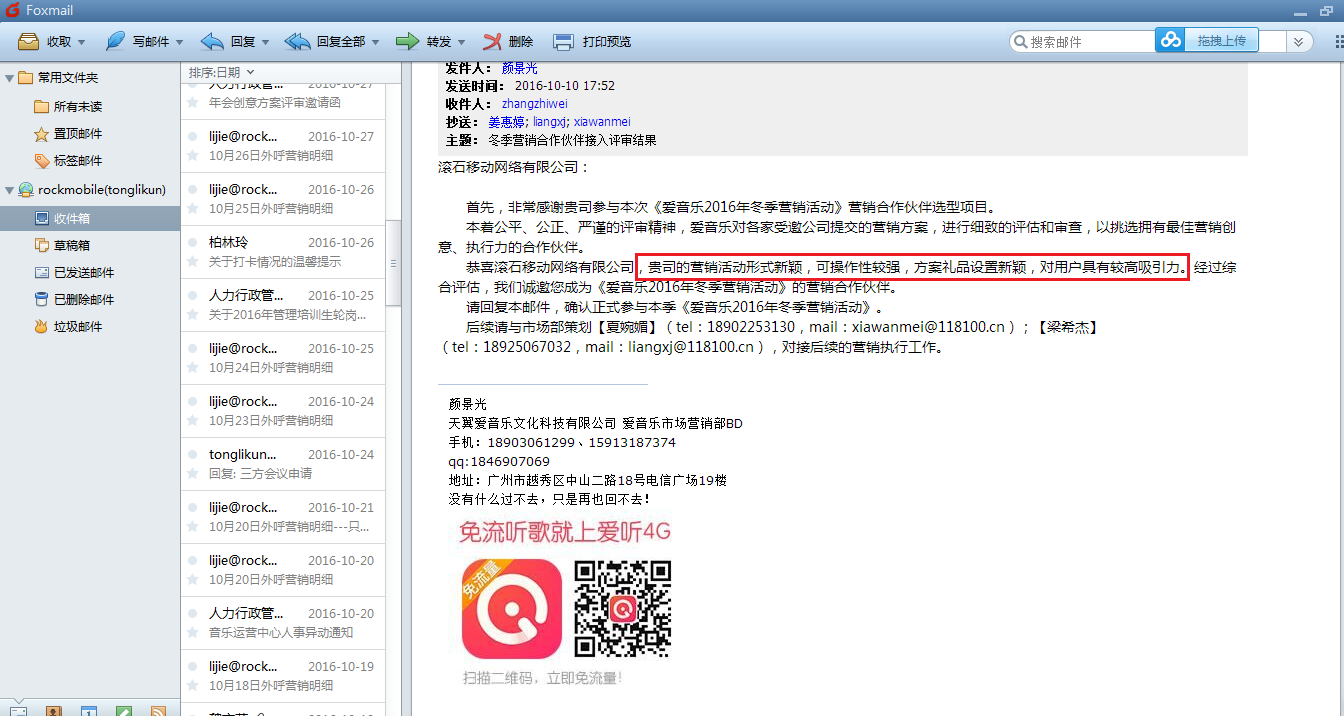 Foxmail
收取
写邮件
回复
回复全部
转发
删除
打印预览
搜索邮件
拖拽上传
常用文件夹
所有未读
置顶邮件
标签邮件
rockmobile(tonglikun)
收件箱
草稿箱
已发送邮件
已删除邮件
垃圾邮件
排序:日期
人力行政管... 2016-10-27
年会创意方案评审邀请函
lijie@rock... 2016-10-27
10月26日外呼营销明细
lijie@rock... 2016-10-26
10月25日外呼营销明细
柏林玲 2016-10-26
关于打卡情况的温馨提示
人力行政管... 2016-10-25
关于2016年管理培训生轮岗...
lijie@rock... 2016-10-25
10月24日外呼营销明细
lijie@rock... 2016-10-24
10月23日外呼营销明细
tonglikun... 2016-10-24
回复: 三方会议申请
lijie@rock... 2016-10-21
10月20日外呼营销明细---只...
lijie@rock... 2016-10-20
10月20日外呼营销明细
人力行政管... 2016-10-20
音乐运营中心人事异动通知
lijie@rock... 2016-10-19
10月18日外呼营销明细
发件人： 颜景光
发送时间： 2016-10-10 17:52
收件人： zhangzhiwei
抄送： 姜惠婷; liangxj; xiawanmei
主题： 冬季营销合作伙伴接入评审结果
滚石移动网络有限公司：
首先，非常感谢贵司参与本次《爱音乐2016年冬季营销活动》营销合作伙伴选型项目。
本着公平、公正、严谨的评审精神，爱音乐对各家受邀公司提交的营销方案，进行细致的评估和审查，以挑选拥有最佳营销创
意、执行力的合作伙伴。
恭喜滚石移动网络有限公司，贵司的营销活动形式新颖，可操作性较强，方案礼品设置新颖，对用户具有较高吸引力。经过综
合评估，我们诚邀您成为《爱音乐2016年冬季营销活动》的营销合作伙伴。
请回复本邮件，确认正式参与本季《爱音乐2016年冬季营销活动》。
后续请与市场部策划【夏婉媚】（tel：18902253130，mail：xiawanmei@118100.cn）；【梁希杰】
（tel：18925067032，mail：liangxj@118100.cn），对接后续的营销执行工作。
颜景光
天翼爱音乐文化科技有限公司 爱音乐市场营销部BD
手机：18903061299、15913187374
qq:1846907069
地址：广州市越秀区中山二路18号电信广场19楼
没有什么过不去，只是再也回不去！
免流听歌就上爱听4G
免流量
扫描二维码，立即免流量！